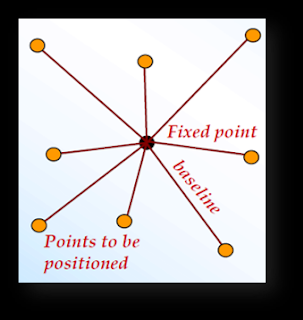 Fixed point
baseline
Points to be
positioned